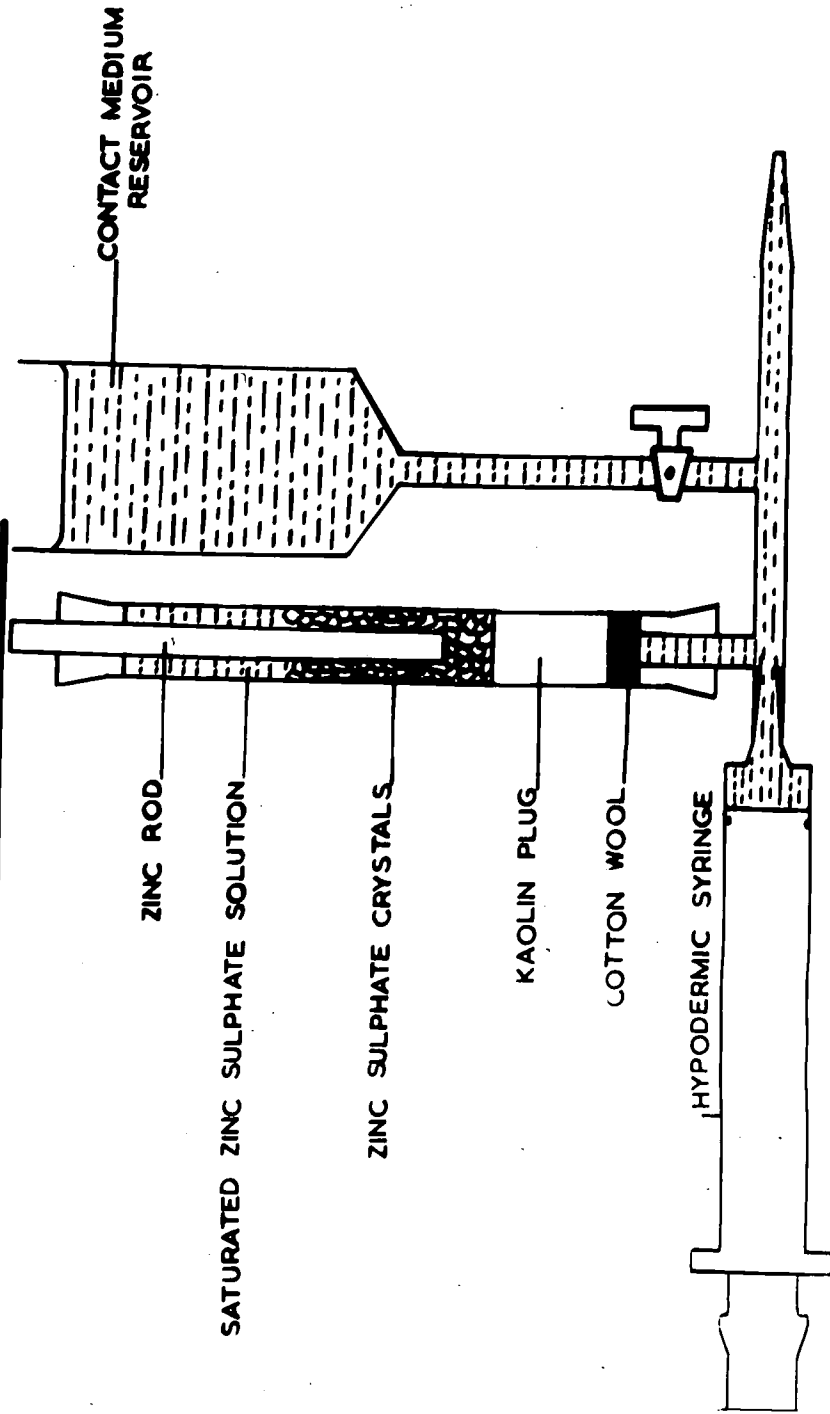 CONTACT MEDIUM
RESERVOIR
ZINC ROD
SATURATED ZINC SULPHATE SOLUTION
ZINC SULPHATE CRYSTALS
KAOLIN PLUG
COTTON WOOL
HYPODERMIC SYRINGE